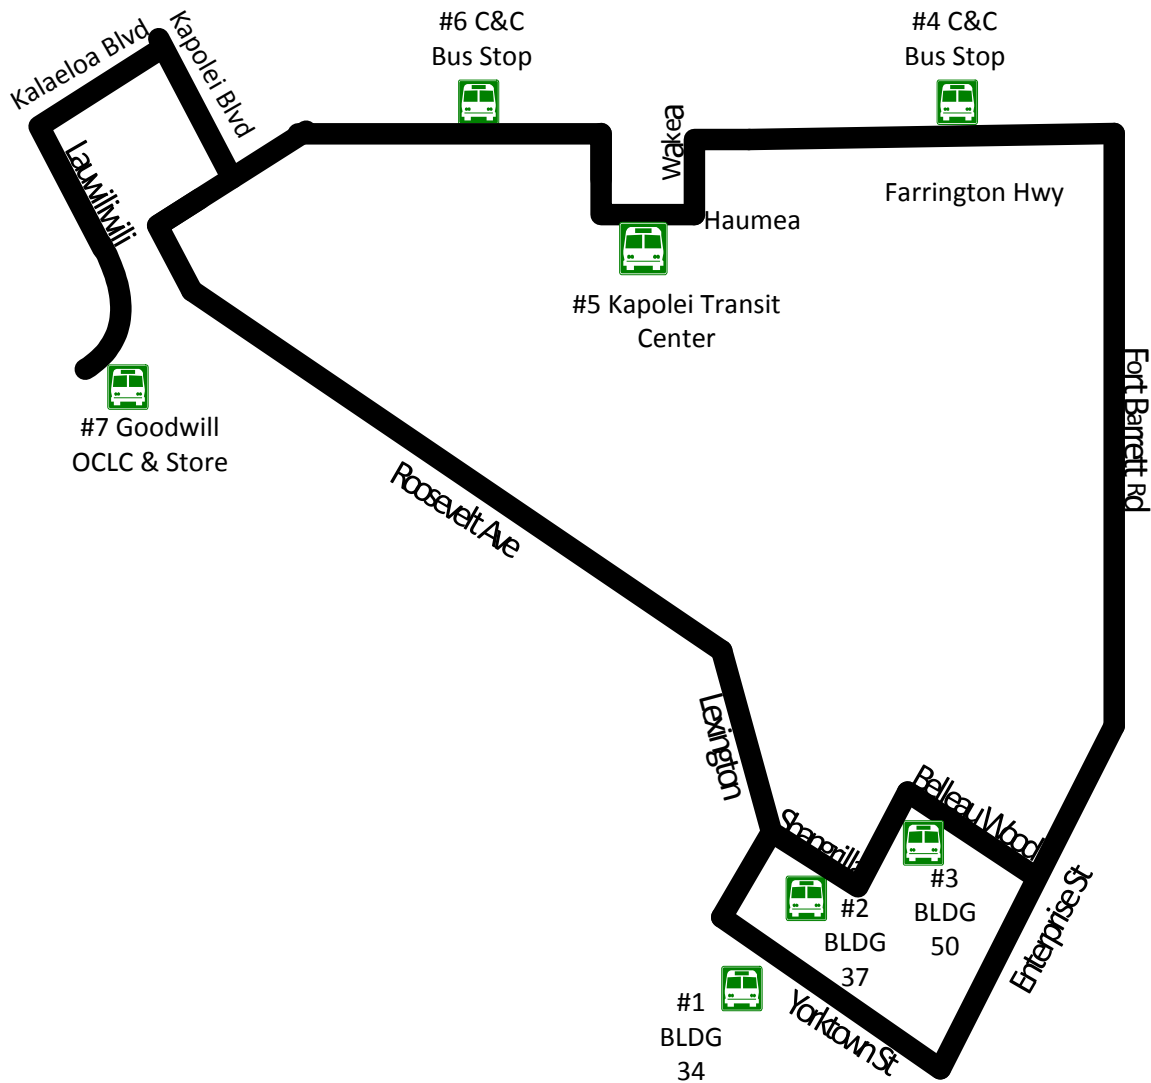 #6 C&C
Bus Stop
#4 C&C
Bus Stop
Kalaeloa Blvd
Kapolei Blvd
Lauwiliwili
Wakea
Haumea
Farrington Hwy
#5 Kapolei Transit
Center
#7 Goodwill
OCLC & Store
Fort Barrett Rd
Roosevelt Ave
Lexington
Shangrilla
Belleau Wood
#2
BLDG
37
#3
BLDG
50
Enterprise St
#1
BLDG
34
Yorktown St